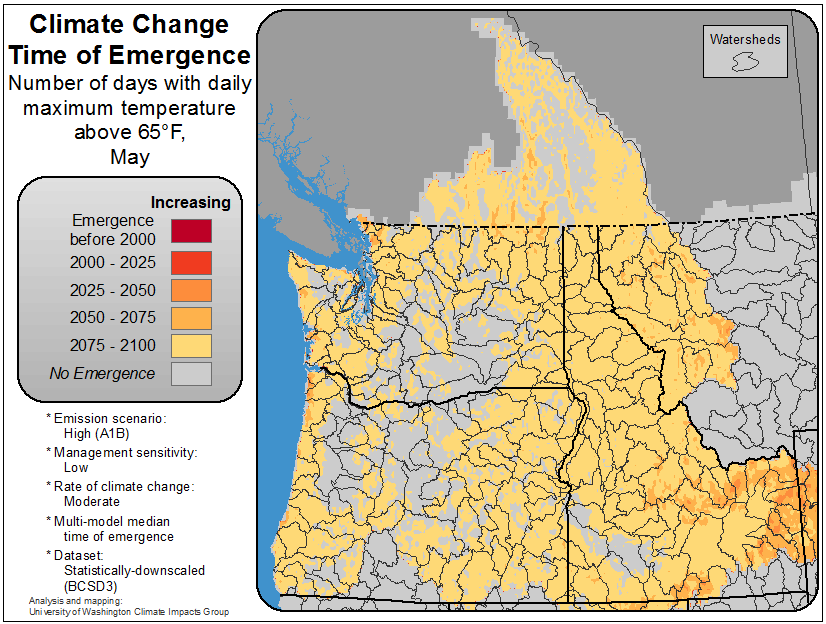 Climate Change
Time of Emergence
Number of days with daily
maximum temperature
above 65°F,
May
Increasing
Emergence
before 2000
2000 - 2025
2025 - 2050
2050 - 2075
2075 - 2100
No Emergence
* Emission scenario:
High (A1B)
* Management sensitivity:
Low
* Rate of climate change:
Moderate
* Multi-model median
time of emergence
* Dataset:
Statistically-downscaled
(BCSD3)
Analysis and mapping:
University of Washington Climate Impacts Group
Watersheds